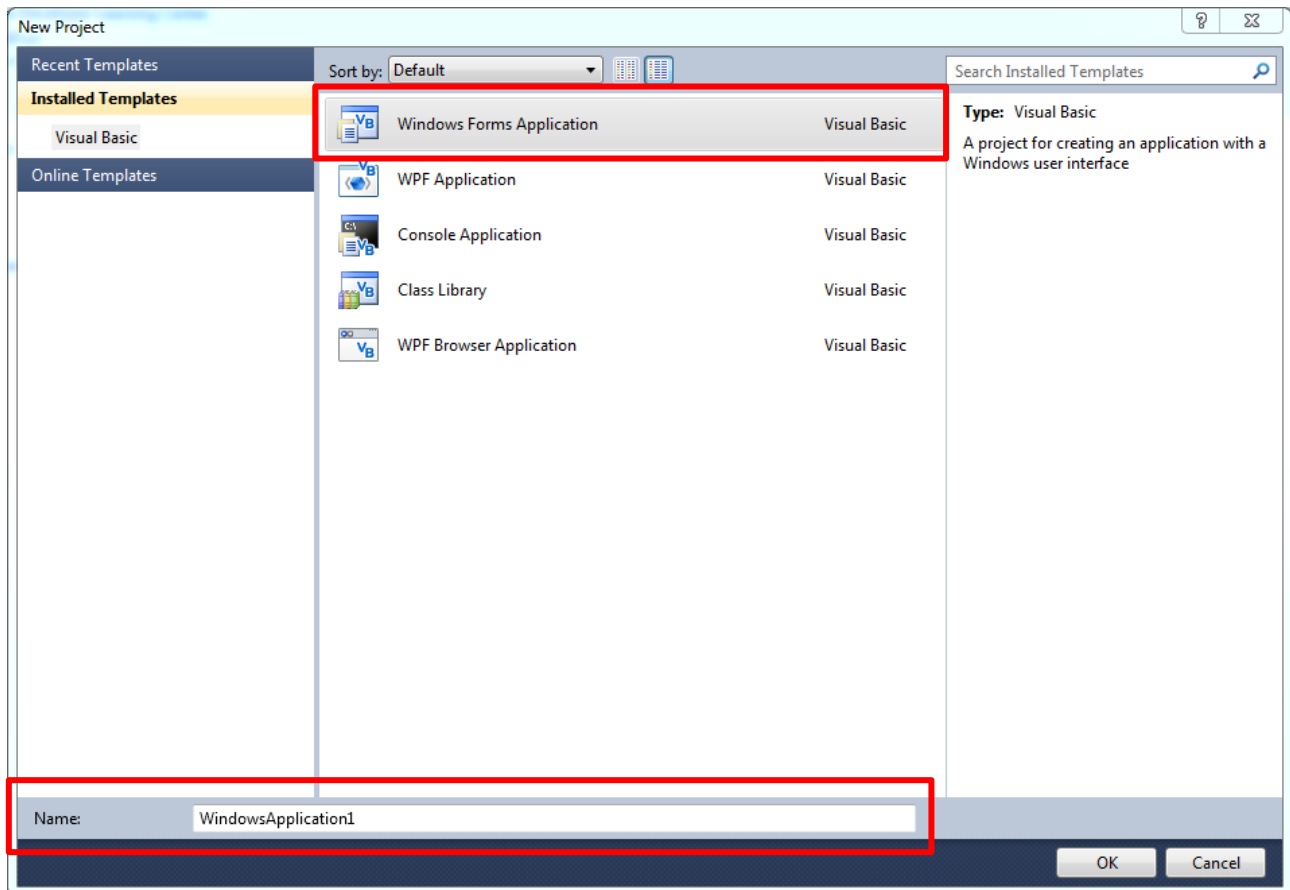 New Project
Recent Templates
Installed Templates
Visual Basic
Online Templates
Sort by: Default
Windows Forms Application Visual Basic
WPF Application Visual Basic
Console Application Visual Basic
Class Library Visual Basic
WPF Browser Application Visual Basic
Search Installed Templates
Type: Visual Basic
A project for creating an application with a
Windows user interface
Name: WindowsApplication1
OK Cancel